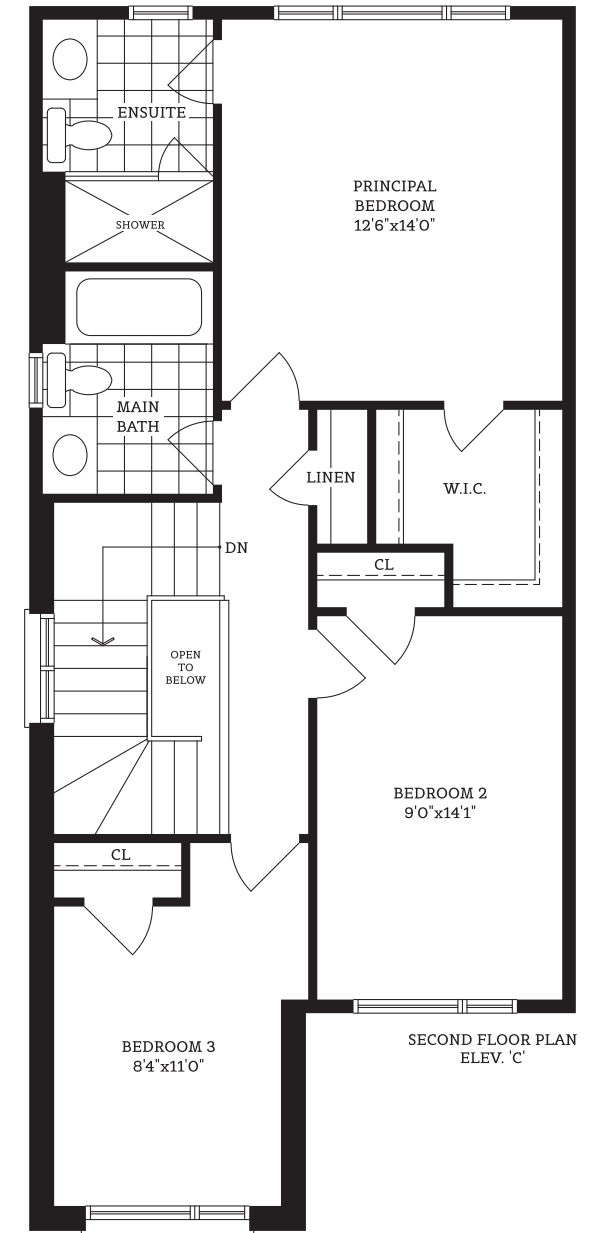 ENSUITE
PRINCIPAL
BEDROOM
12'6"x14'0"
SHOWER
MAIN
BATH
LINEN
W.I.C.
DN
CL
OPEN
TO
BELOW
BEDROOM 2
9'0"x14'1"
CL
BEDROOM 3
8'4"x11'0"
SECOND FLOOR PLAN
ELEV. 'C'